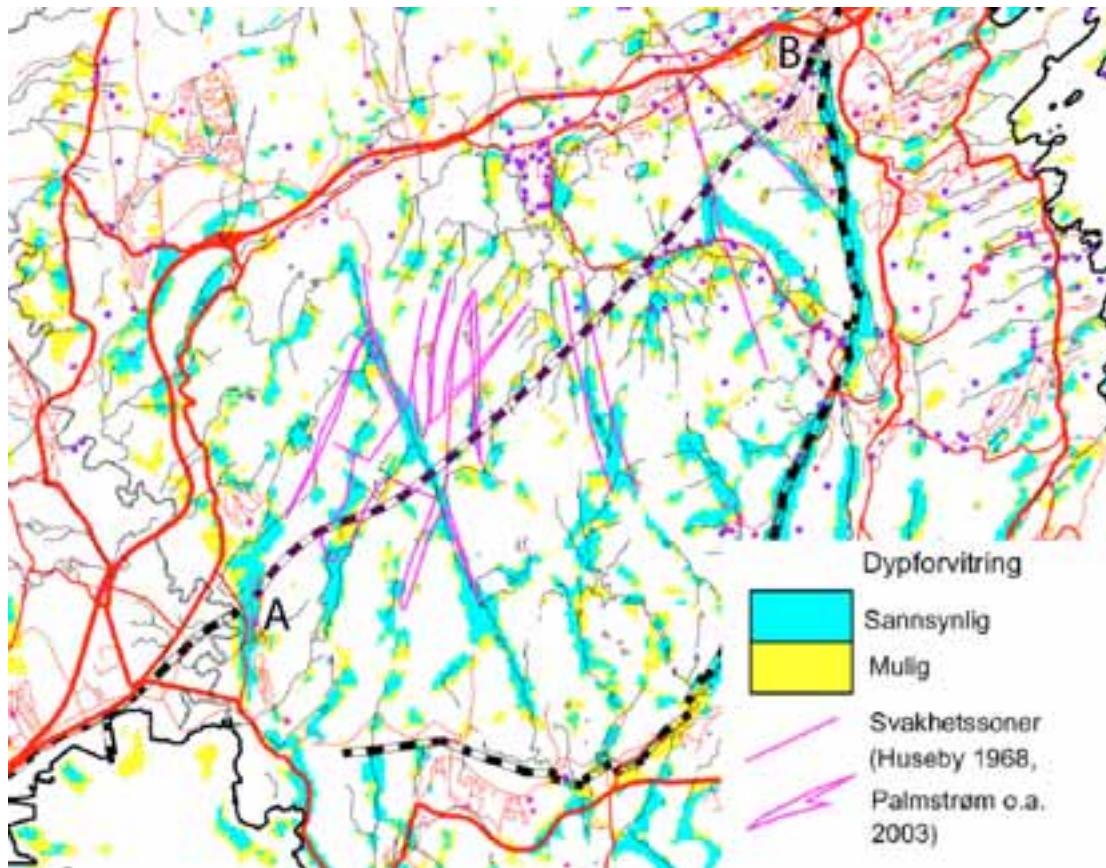 B
A
Dypforvitring
Sannsynlig
Mulig
Svakhetssoner
(Huseby 1968,
Palmstrøm o.a.
2003)